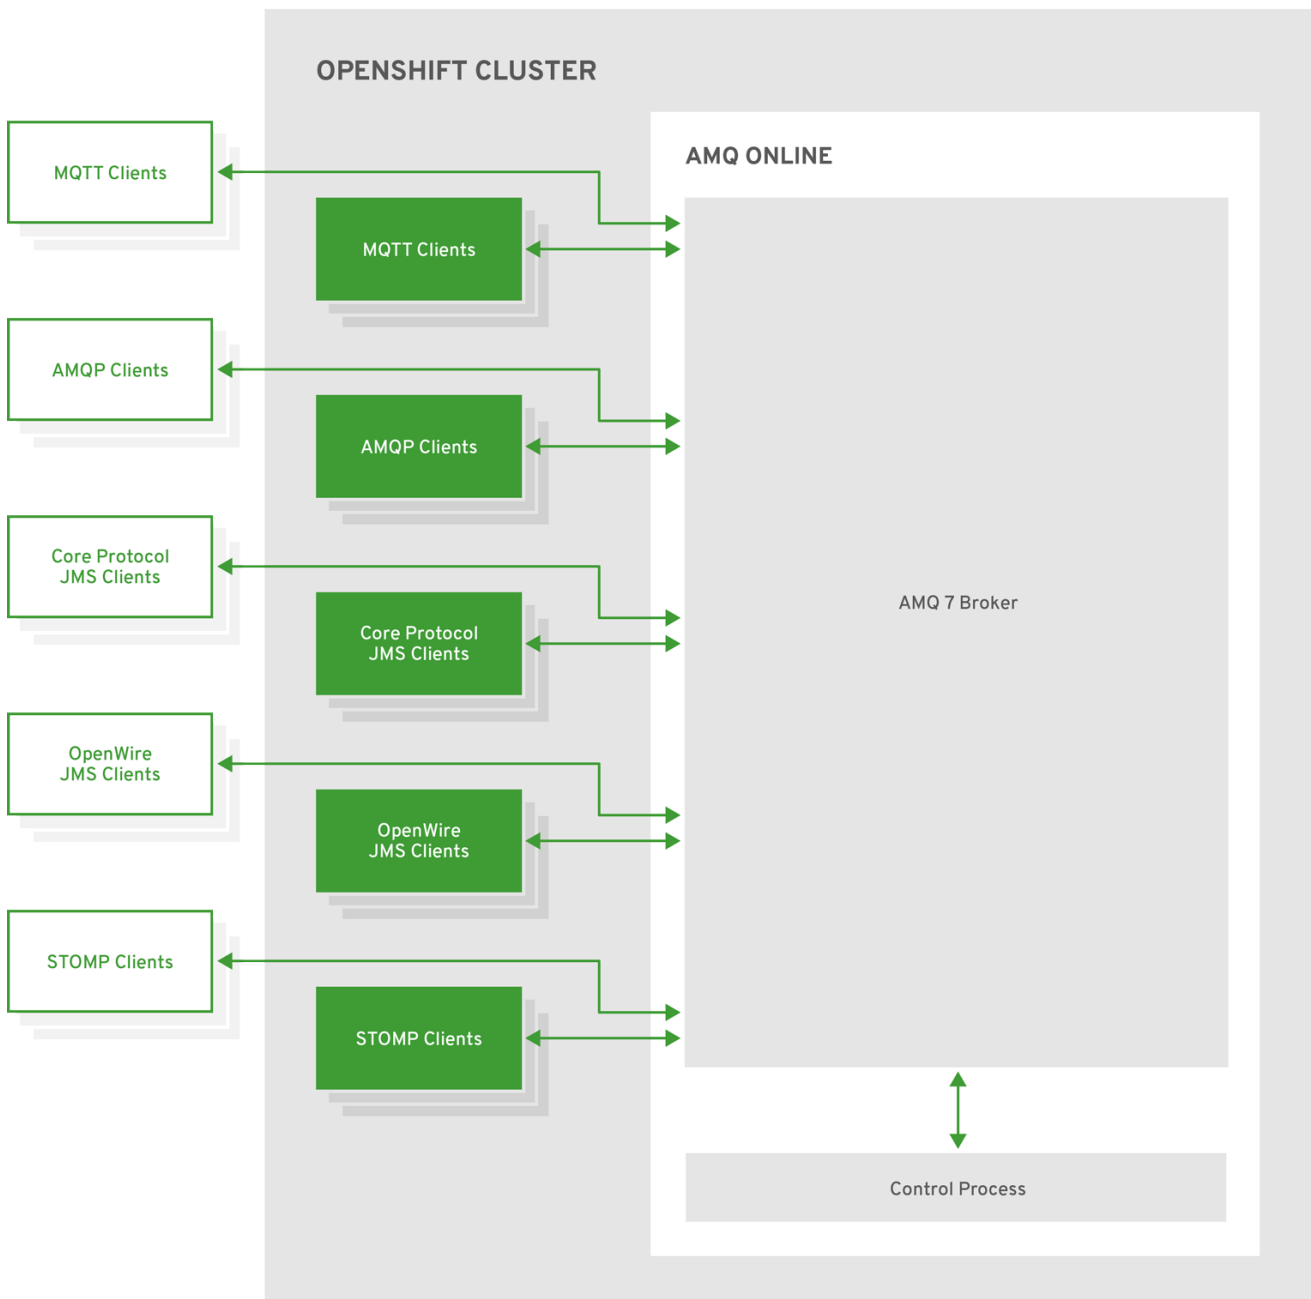 OPENSHIFT CLUSTER
AMQ ONLINE
MQTT Clients
MQTT Clients
AMQP Clients
AMQP Clients
Core Protocol
JMS Clients
Core Protocol
JMS Clients
AMQ 7 Broker
OpenWire
JMS Clients
OpenWire
JMS Clients
STOMP Clients
STOMP Clients
Control Process